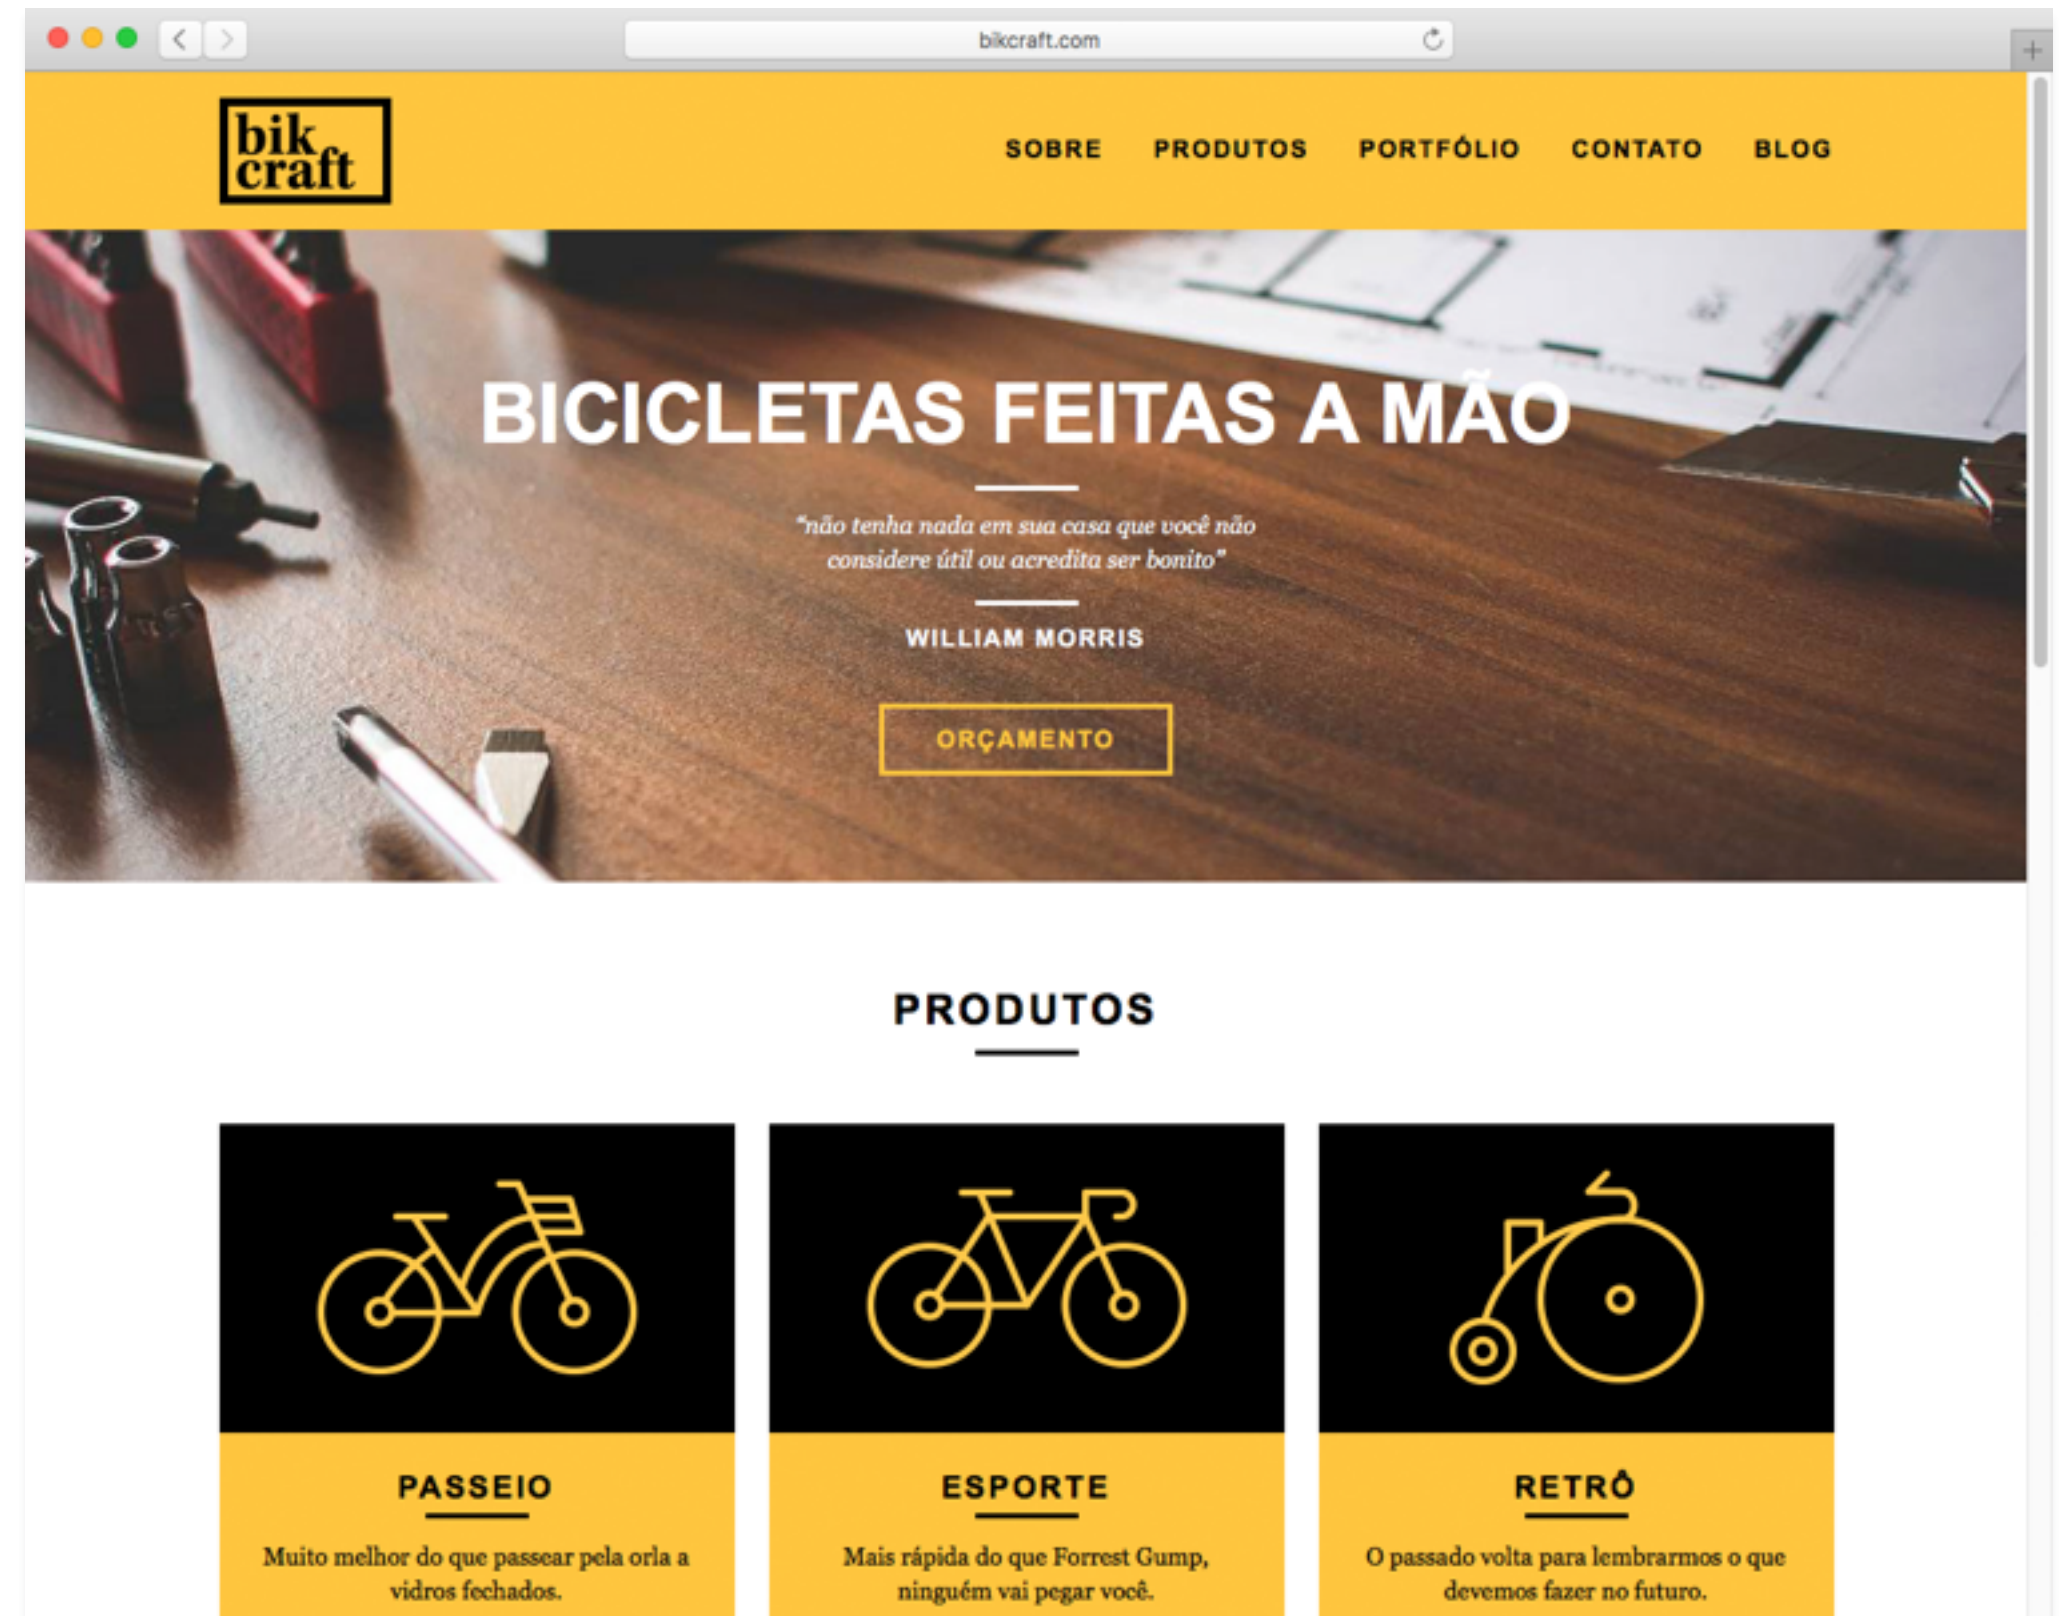 bikcraft.com
bik
craft
SOBRE PRODUTOS PORTFÓLIO CONTATO BLOG
BICICLETAS FEITAS A MÃO
“não tenha nada em sua casa que você não
considere útil ou acredita ser bonito”
WILLIAM MORRIS
ORÇAMENTO
PRODUTOS
PASSEIO
Muito melhor do que passear pela orla a
vidros fechados.
ESPORTE
Mais rápida do que Forrest Gump,
ninguém vai pegar você.
RETRÔ
O passado volta para lembrarmos o que
devemos fazer no futuro.